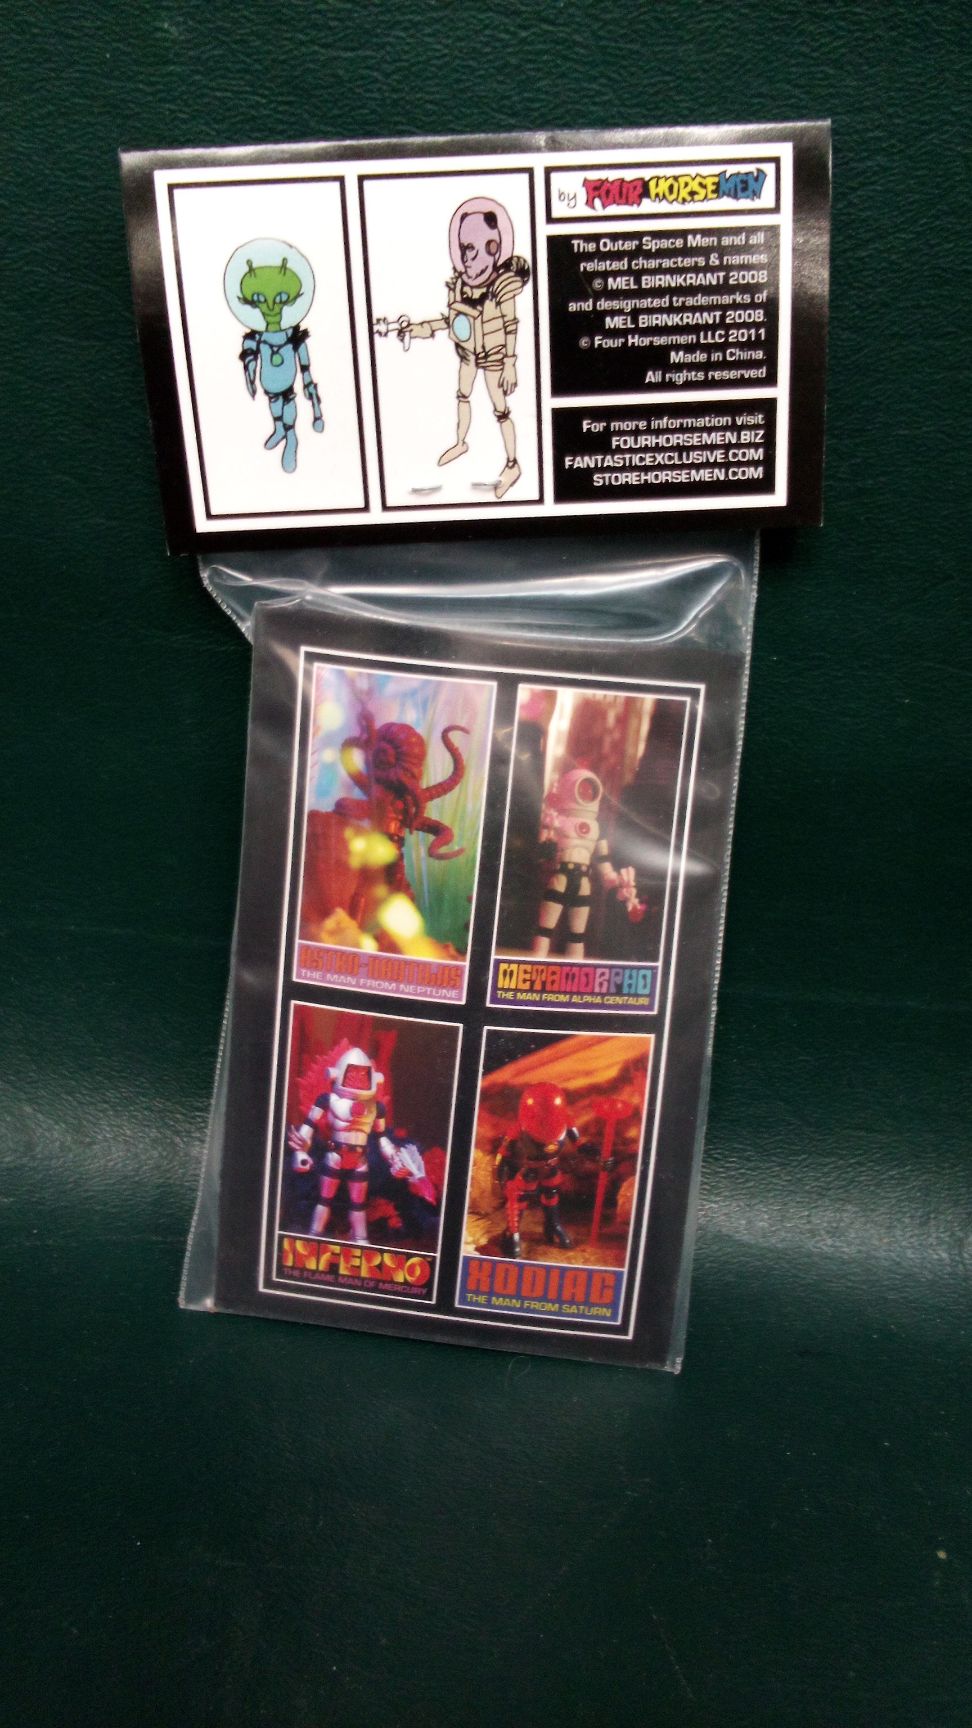 by FOUR HORSEMEN
The Outer Space Men and all
related characters & names
© MEL BIRNKRANT 2008
and designated trademarks of
MEL BIRNKRANT 2008.
© Four Horsemen LLC 2011
Made in China.
All rights reserved
For more information visit
FOURHORSEMEN.BIZ
FANTASTICEXCLUSIVE.COM
STOREHORSEMEN.COM
ASTRO-NAUTILUS
THE MAN FROM NEPTUNE
METAMORPHO™
THE MAN FROM ALPHA CENTAURI
INFERNO™
THE FLAME MAN OF MERCURY
XODIAC
THE MAN FROM SATURN